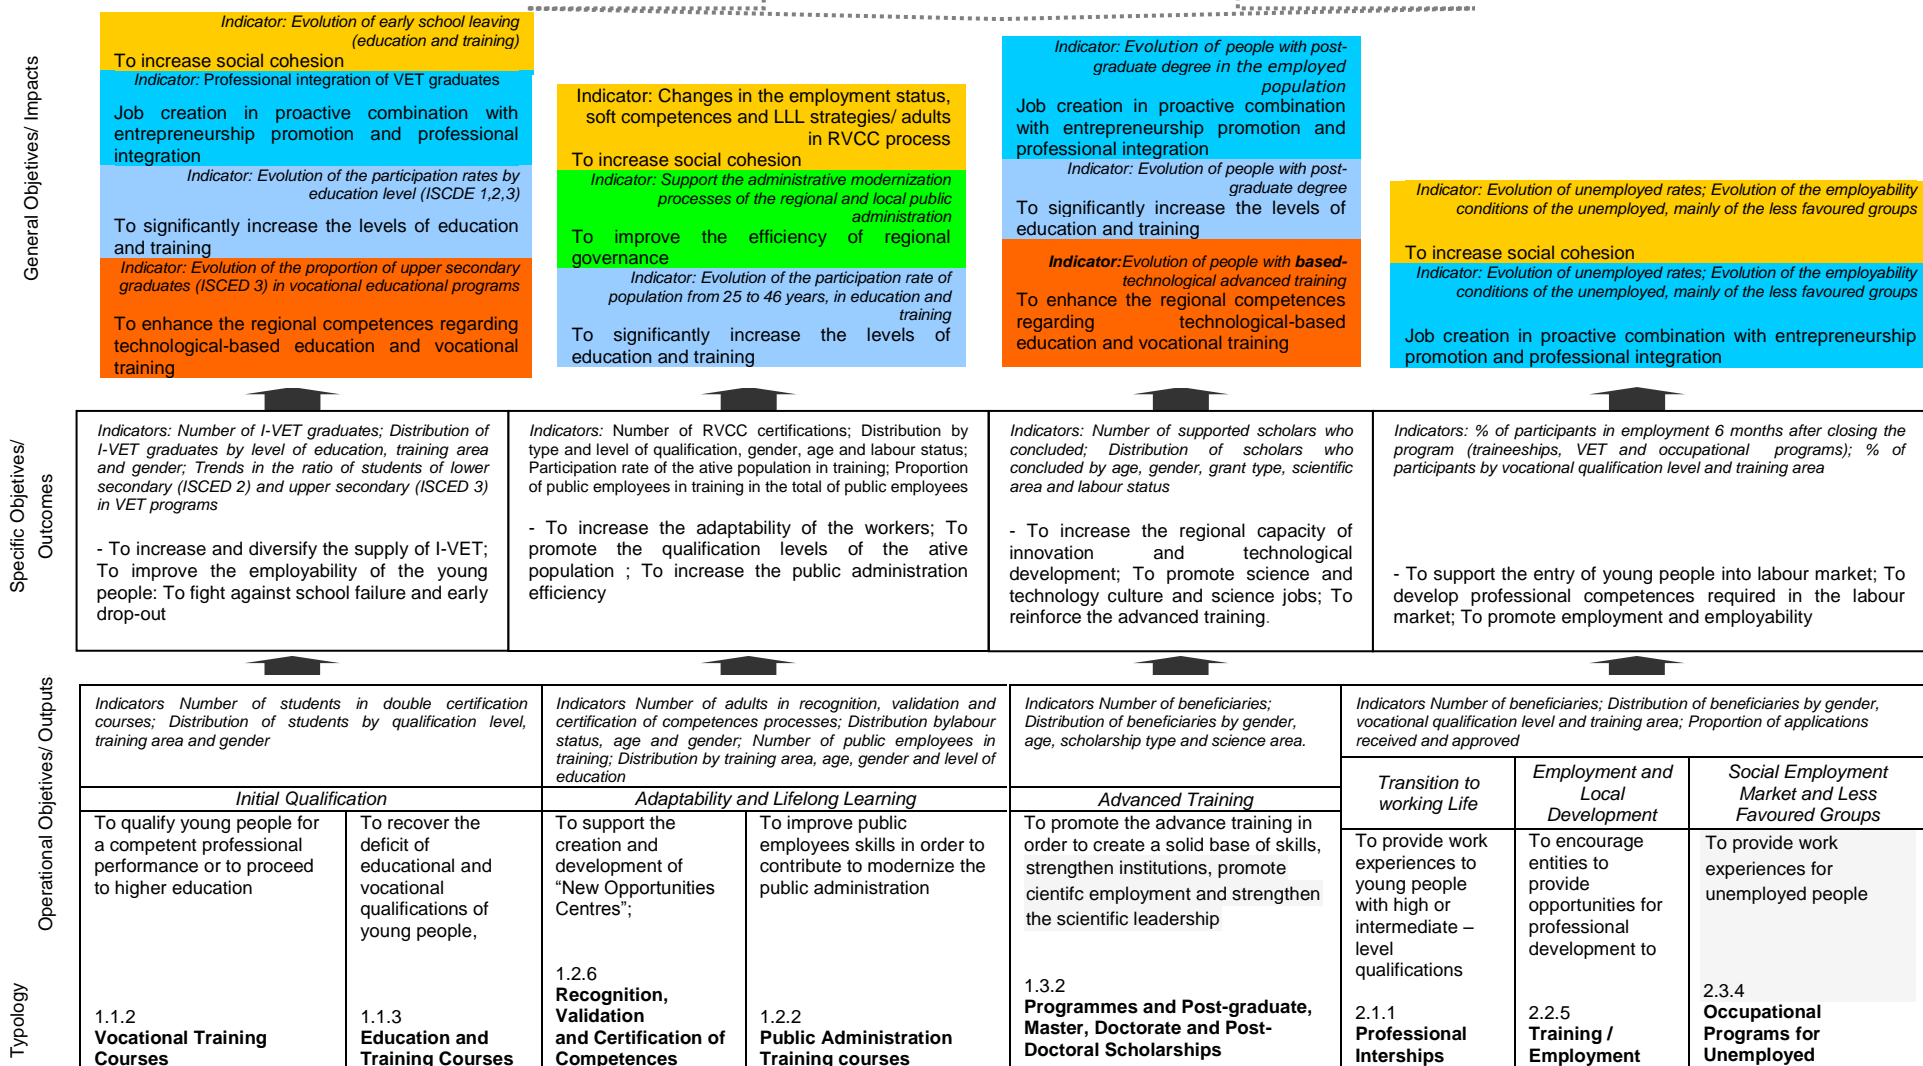 General Objetives/ Impacts
Indicator: Evolution of early school leaving
(education and training)
To increase social cohesion
Indicator: Professional integration of VET graduates
Job creation in proactive combination with
entrepreneurship promotion and professional
integration
Indicator: Evolution of the participation rates by
education level (ISCDE 1,2,3)
To significantly increase the levels of education
and training
Indicator: Evolution of the proportion of upper secondary
graduates (ISCED 3) in vocational educational programs
To enhance the regional competences regarding
technological-based education and vocational
training
Indicator: Changes in the employment status,
soft competences and LLL strategies/ adults
in RVCC process
To increase social cohesion
Indicator: Support the administrative modernization
processes of the regional and local public
administration
To improve the efficiency of regional
governance
Indicator: Evolution of the participation rate of
population from 25 to 46 years, in education and
training
To significantly increase the levels of
education and training
Indicator: Evolution of people with post-
graduate degree in the employed
population
Job creation in proactive combination
with entrepreneurship promotion and
professional integration
Indicator: Evolution of people with post-
graduate degree
To significantly increase the levels of
education and training
Indicator:Evolution of people with based-
technological advanced training
To enhance the regional competences
regarding technological-based
education and vocational training
Indicator: Evolution of unemployed rates; Evolution of the employability
conditions of the unemployed, mainly of the less favoured groups
To increase social cohesion
Indicator: Evolution of unemployed rates; Evolution of the employability
conditions of the unemployed, mainly of the less favoured groups
Job creation in proactive combination with entrepreneurship
promotion and professional integration
Specific Objetives/
Outcomes
Indicators: Number of I-VET graduates; Distribution of
I-VET graduates by level of education, training area
and gender; Trends in the ratio of students of lower
secondary (ISCED 2) and upper secondary (ISCED 3)
in VET programs
- To increase and diversify the supply of I-VET;
To improve the employability of the young
people: To fight against school failure and early
drop-out
Indicators: Number of RVCC certifications; Distribution by
type and level of qualification, gender, age and labour status;
Participation rate of the ative population in training; Proportion
of public employees in training in the total of public employees
- To increase the adaptability of the workers; To
promote the qualification levels of the ative
population ; To increase the public administration
efficiency
Indicators: Number of supported scholars who
concluded; Distribution of scholars who
concluded by age, gender, grant type, scientific
area and labour status
- To increase the regional capacity of
innovation and technological
development; To promote science and
technology culture and science jobs; To
reinforce the advanced training.
Indicators: % of participants in employment 6 months after closing the
program (traineeships, VET and occupational programs); % of
participants by vocational qualification level and training area
- To support the entry of young people into labour market; To
develop professional competences required in the labour
market; To promote employment and employability
Operational Objetives/ Outputs
Indicators Number of students in double certification
courses; Distribution of students by qualification level,
training area and gender
Indicators Number of adults in recognition, validation and
certification of competences processes; Distribution bylabour
status, age and gender; Number of public employees in
training; Distribution by training area, age, gender and level of
education
Indicators Number of beneficiaries;
Distribution of beneficiaries by gender,
age, scholarship type and science area.
Indicators Number of beneficiaries; Distribution of beneficiaries by gender,
vocational qualification level and training area; Proportion of applications
received and approved
Initial Qualification
Adaptability and Lifelong Learning
Advanced Training
Transition to
working Life
Employment and
Local
Development
Social Employment
Market and Less
Favoured Groups
To qualify young people for
a competent professional
performance or to proceed
to higher education
To recover the
deficit of
educational and
vocational
qualifications of
young people,
To support the
creation and
development of
“New Opportunities
Centres”;
To improve public
employees skills in order to
contribute to modernize the
public administration
To promote the advance training in
order to create a solid base of skills,
strengthen institutions, promote
cientifc employment and strengthen
the scientific leadership
To provide work
experiences to
young people
with high or
intermediate –
level
qualifications
To encourage
entities to
provide
opportunities for
professional
development to
To provide work
experiences for
unemployed people
Typology
1.1.2
Vocational Training
Courses
1.1.3
Education and
Training Courses
1.2.6
Recognition,
Validation
and Certification of
Competences
1.2.2
Public Administration
Training courses
1.3.2
Programmes and Post-graduate,
Master, Doctorate and Post-
Doctoral Scholarships
2.1.1
Professional
Interships
2.2.5
Training /
Employment
2.3.4
Occupational
Programs for
Unemployed